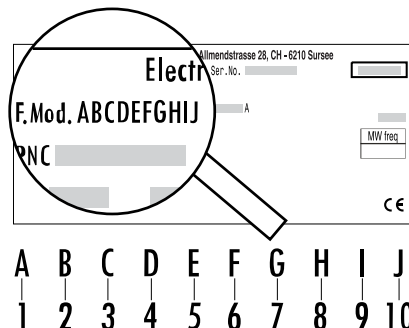 Allmendstrasse 28, CH - 6210 Sursee
Electr
Ser.No.
F.Mod. ABCDEFGHIJ
A
PNC
MW freq
CE
A B C D E F G H I J
1 2 3 4 5 6 7 8 9 10